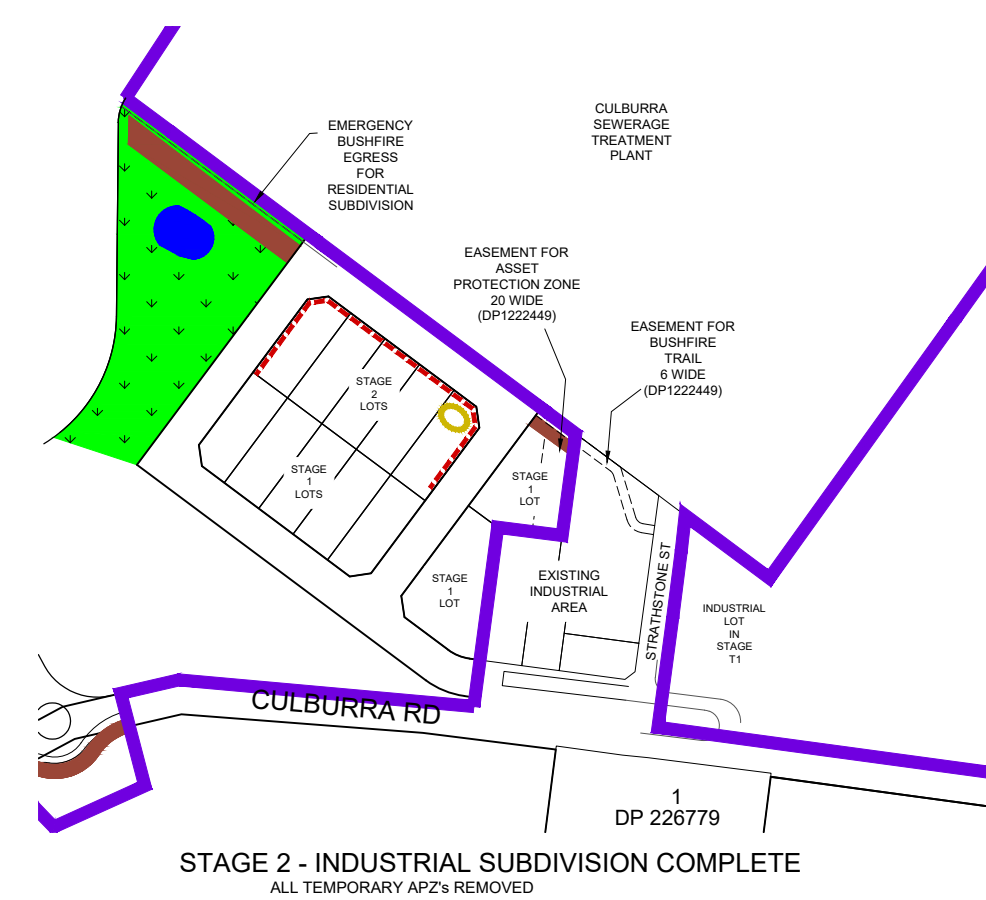 CULBURRA
SEWERAGE
TREATMENT
PLANT
EMERGENCY
BUSHFIRE
EGRESS
FOR
RESIDENTIAL
SUBDIVISION
EASEMENT FOR
ASSET
PROTECTION ZONE
20 WIDE
(DP1222449)
EASEMENT FOR
BUSHFIRE
TRAIL
6 WIDE
(DP1222449)
STAGE
2
LOTS
STAGE
1
LOTS
STAGE
1
LOT
STAGE
1
LOT
EXISTING
INDUSTRIAL
AREA
STRATHSTONE ST
INDUSTRIAL
LOT
IN
STAGE
T1
CULBURRA RD
1
DP 226779
STAGE 2 - INDUSTRIAL SUBDIVISION COMPLETE
ALL TEMPORARY APZ's REMOVED